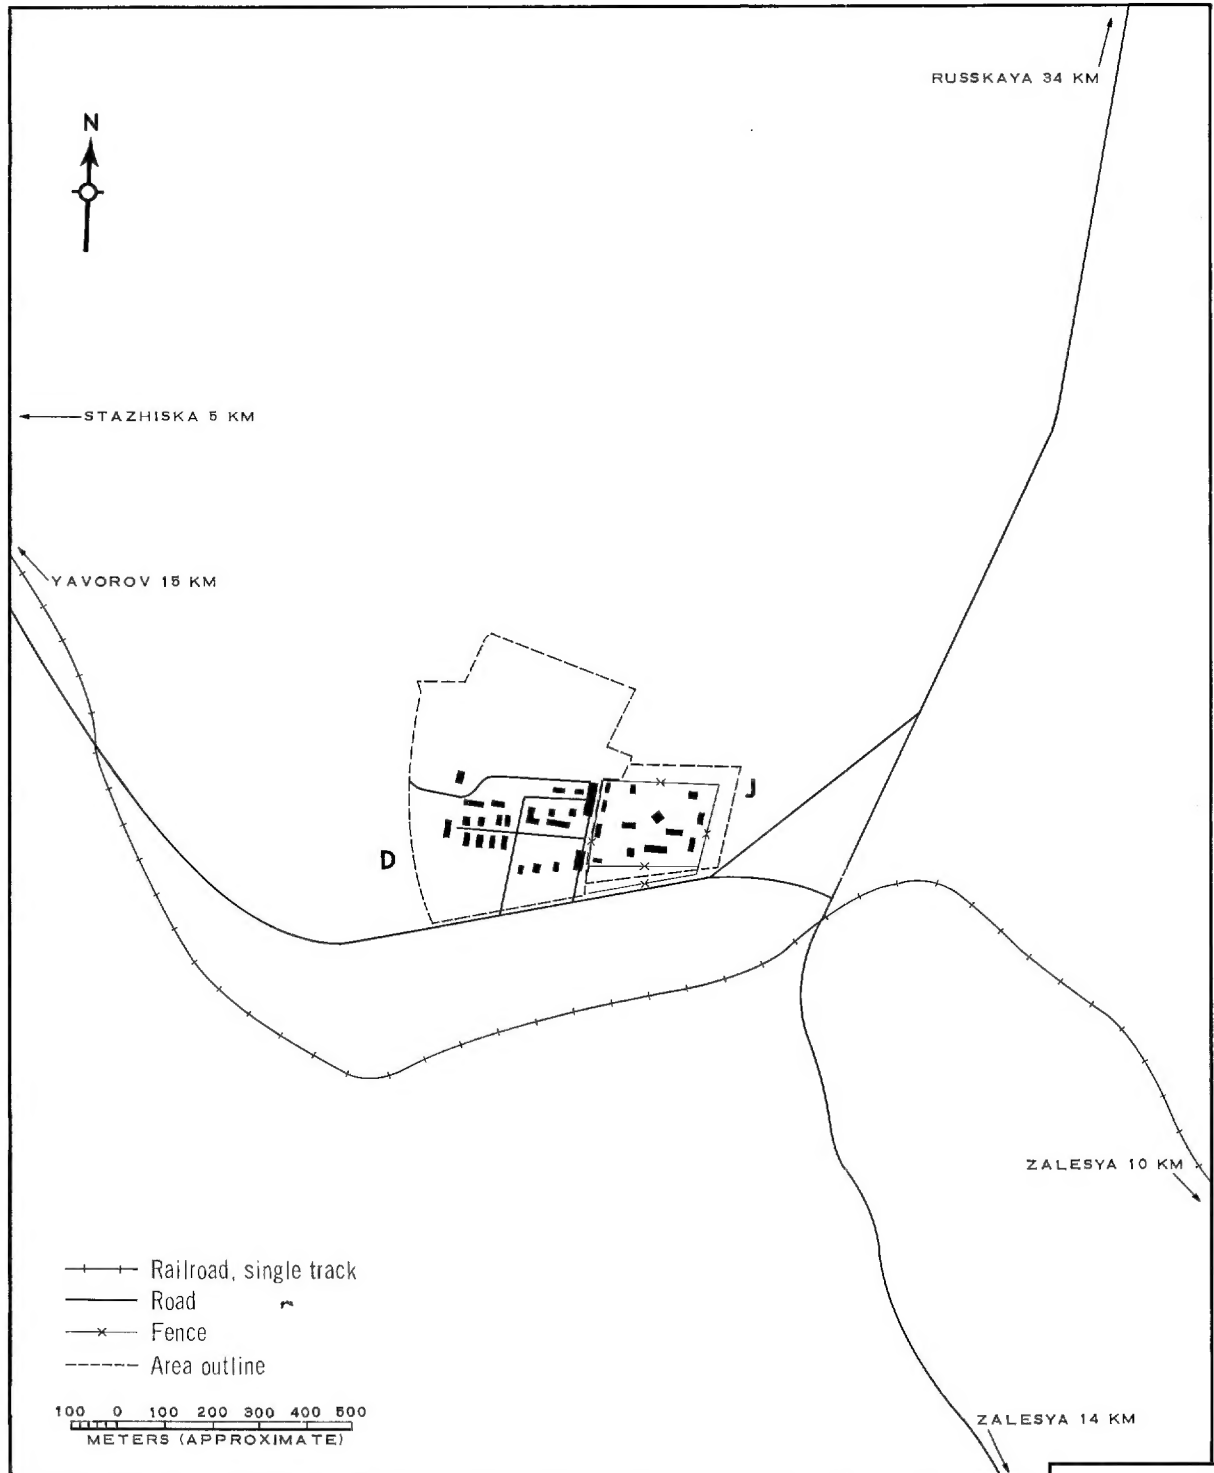 RUSSKAYA 34 KM
N
STAZHISKA 5 KM
YAVOROV 15 KM
J
D
ZALESYA 10 KM
Railroad, single track
Road
Fence
Area outline
100 0 100 200 300 400 500
METERS (APPROXIMATE)
ZALESYA 14 KM